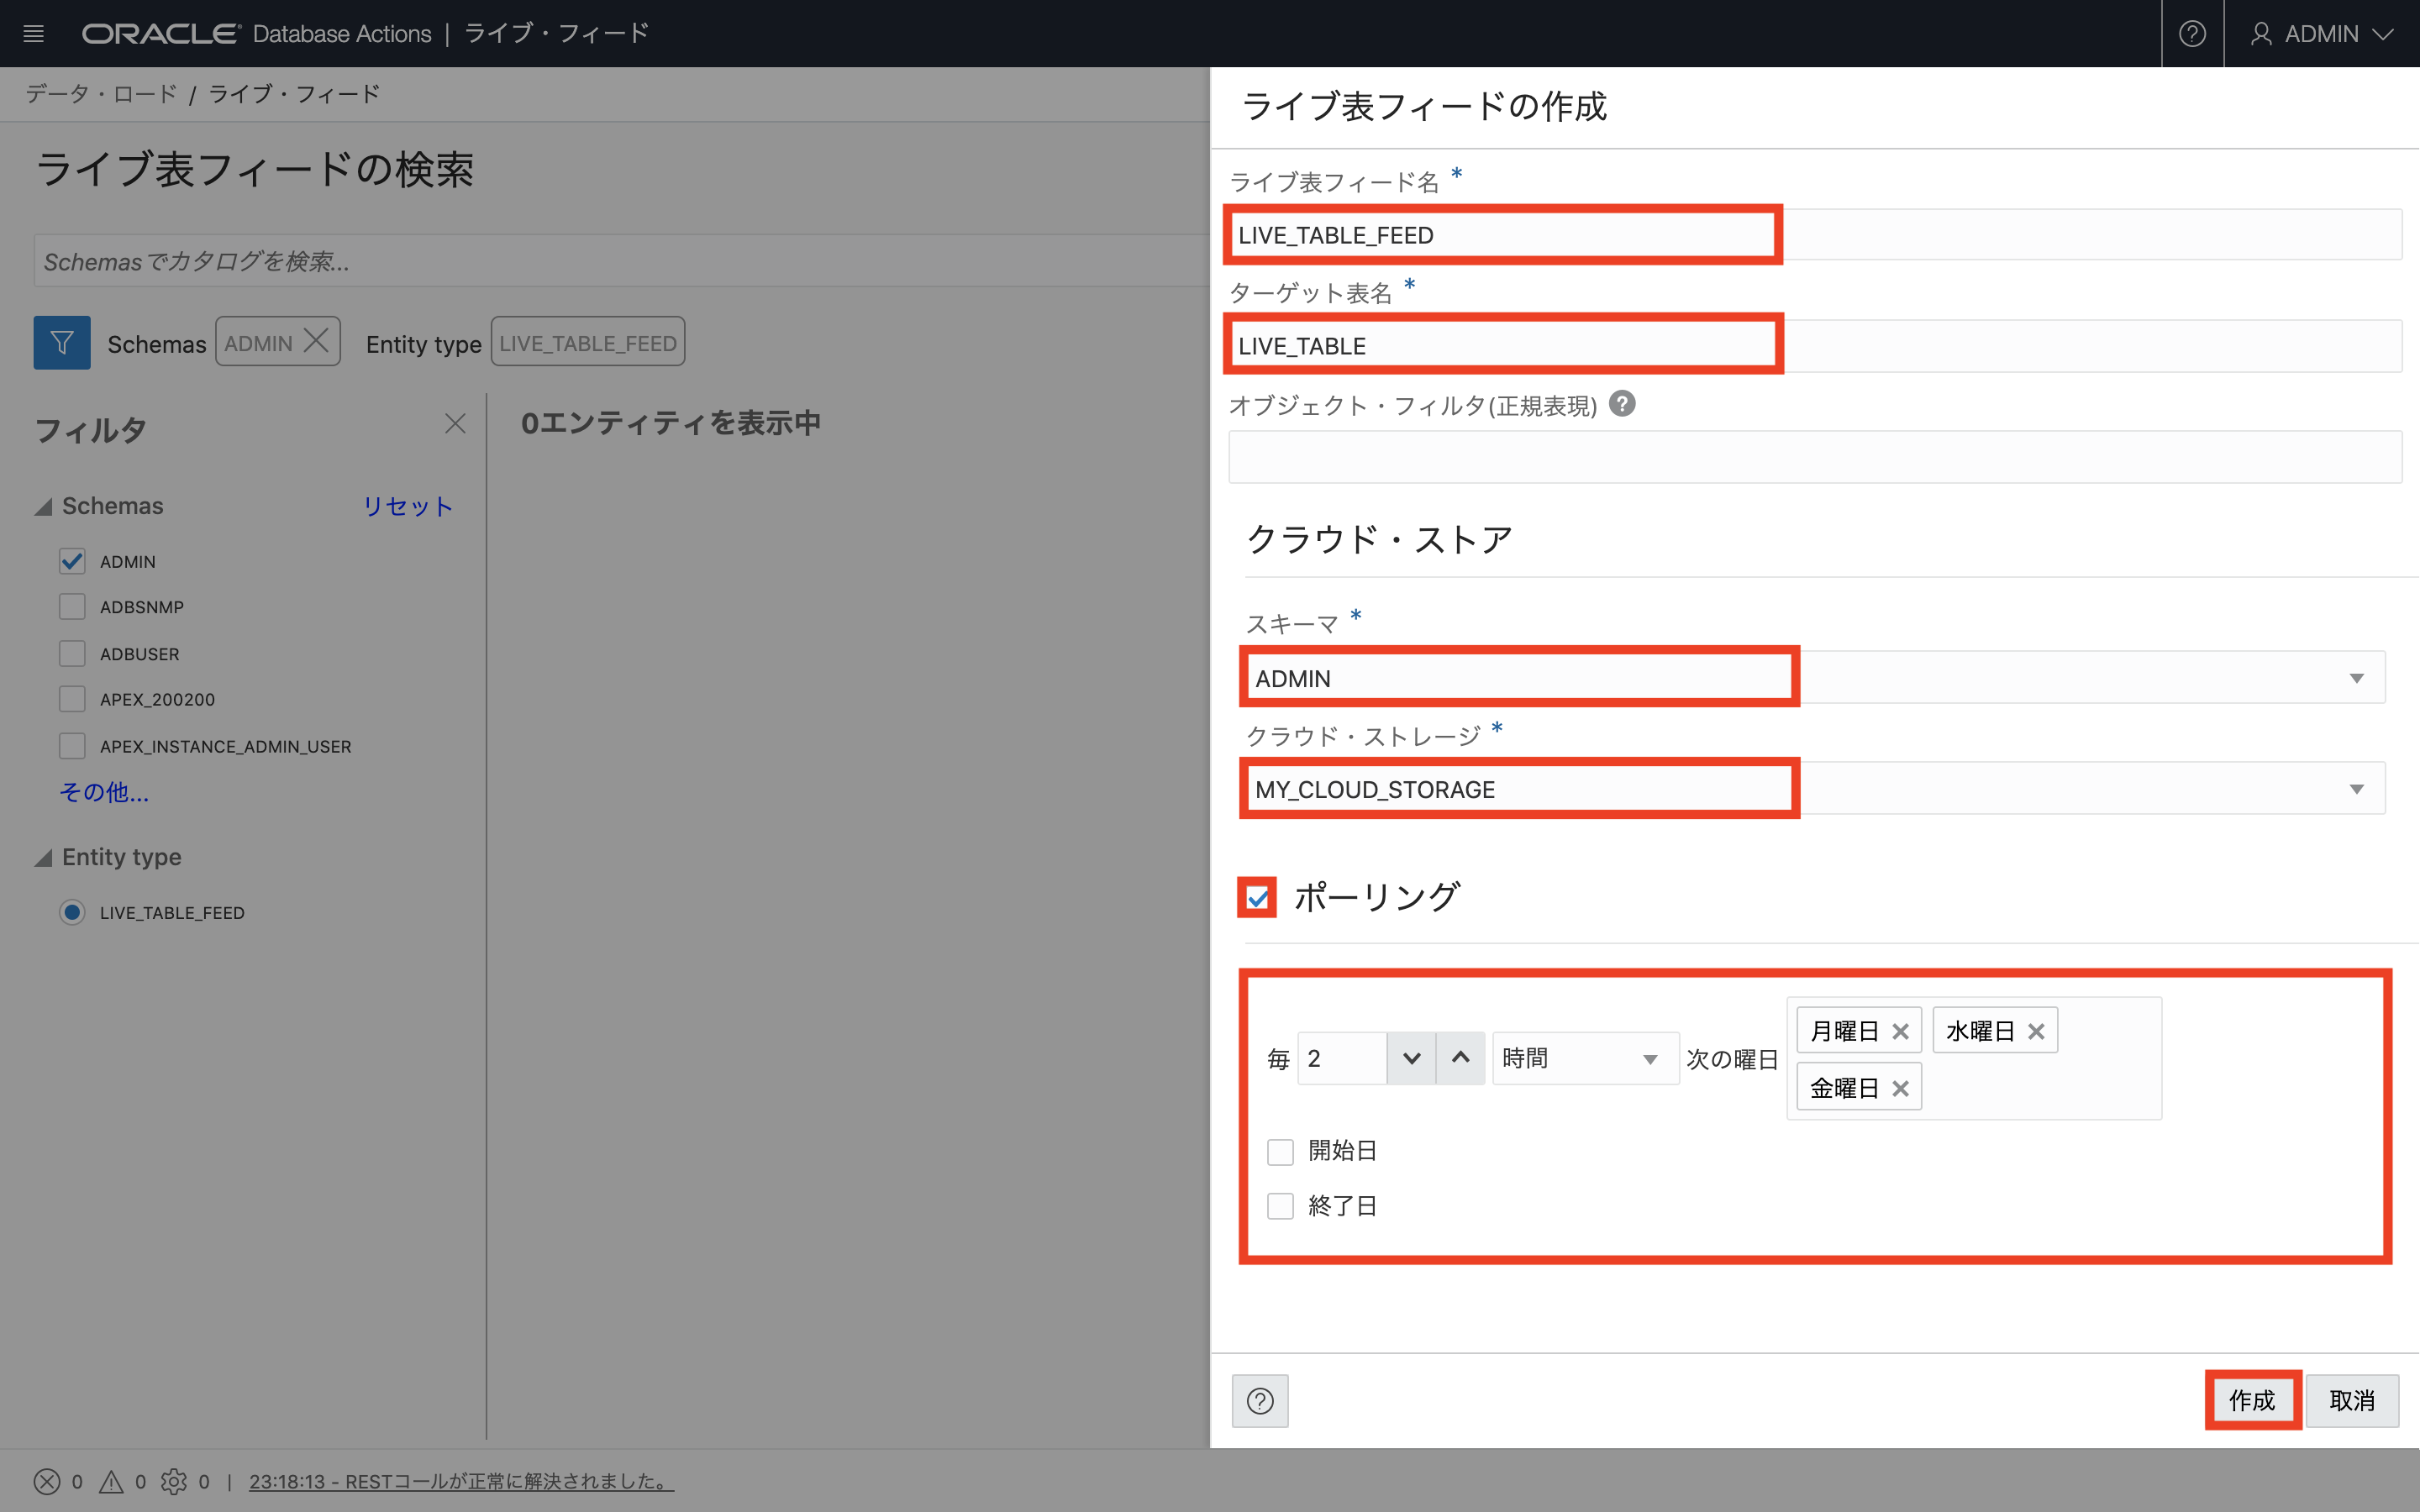 ORACLE Database Actions | ライブ・フィード
ADMIN
データ・ロード / ライブ・フィード
ライブ表フィードの検索
Schemasでカタログを検索...
Schemas ADMIN Entity type LIVE_TABLE_FEED
フィルタ
0エンティティを表示中
Schemas リセット
ADMIN
ADBSNMP
ADBUSER
APEX_200200
APEX_INSTANCE_ADMIN_USER
その他...
Entity type
LIVE_TABLE_FEED
ライブ表フィードの作成
ライブ表フィード名 *
LIVE_TABLE_FEED
ターゲット表名 *
LIVE_TABLE
オブジェクト・フィルタ(正規表現) ?
クラウド・ストア
スキーマ *
ADMIN
クラウド・ストレージ *
MY_CLOUD_STORAGE
ポーリング
毎 2 時間 次の曜日 月曜日 水曜日
金曜日
開始日
終了日
? 作成 取消
0 0 0 | 23:18:13 - RESTコールが正常に解決されました。